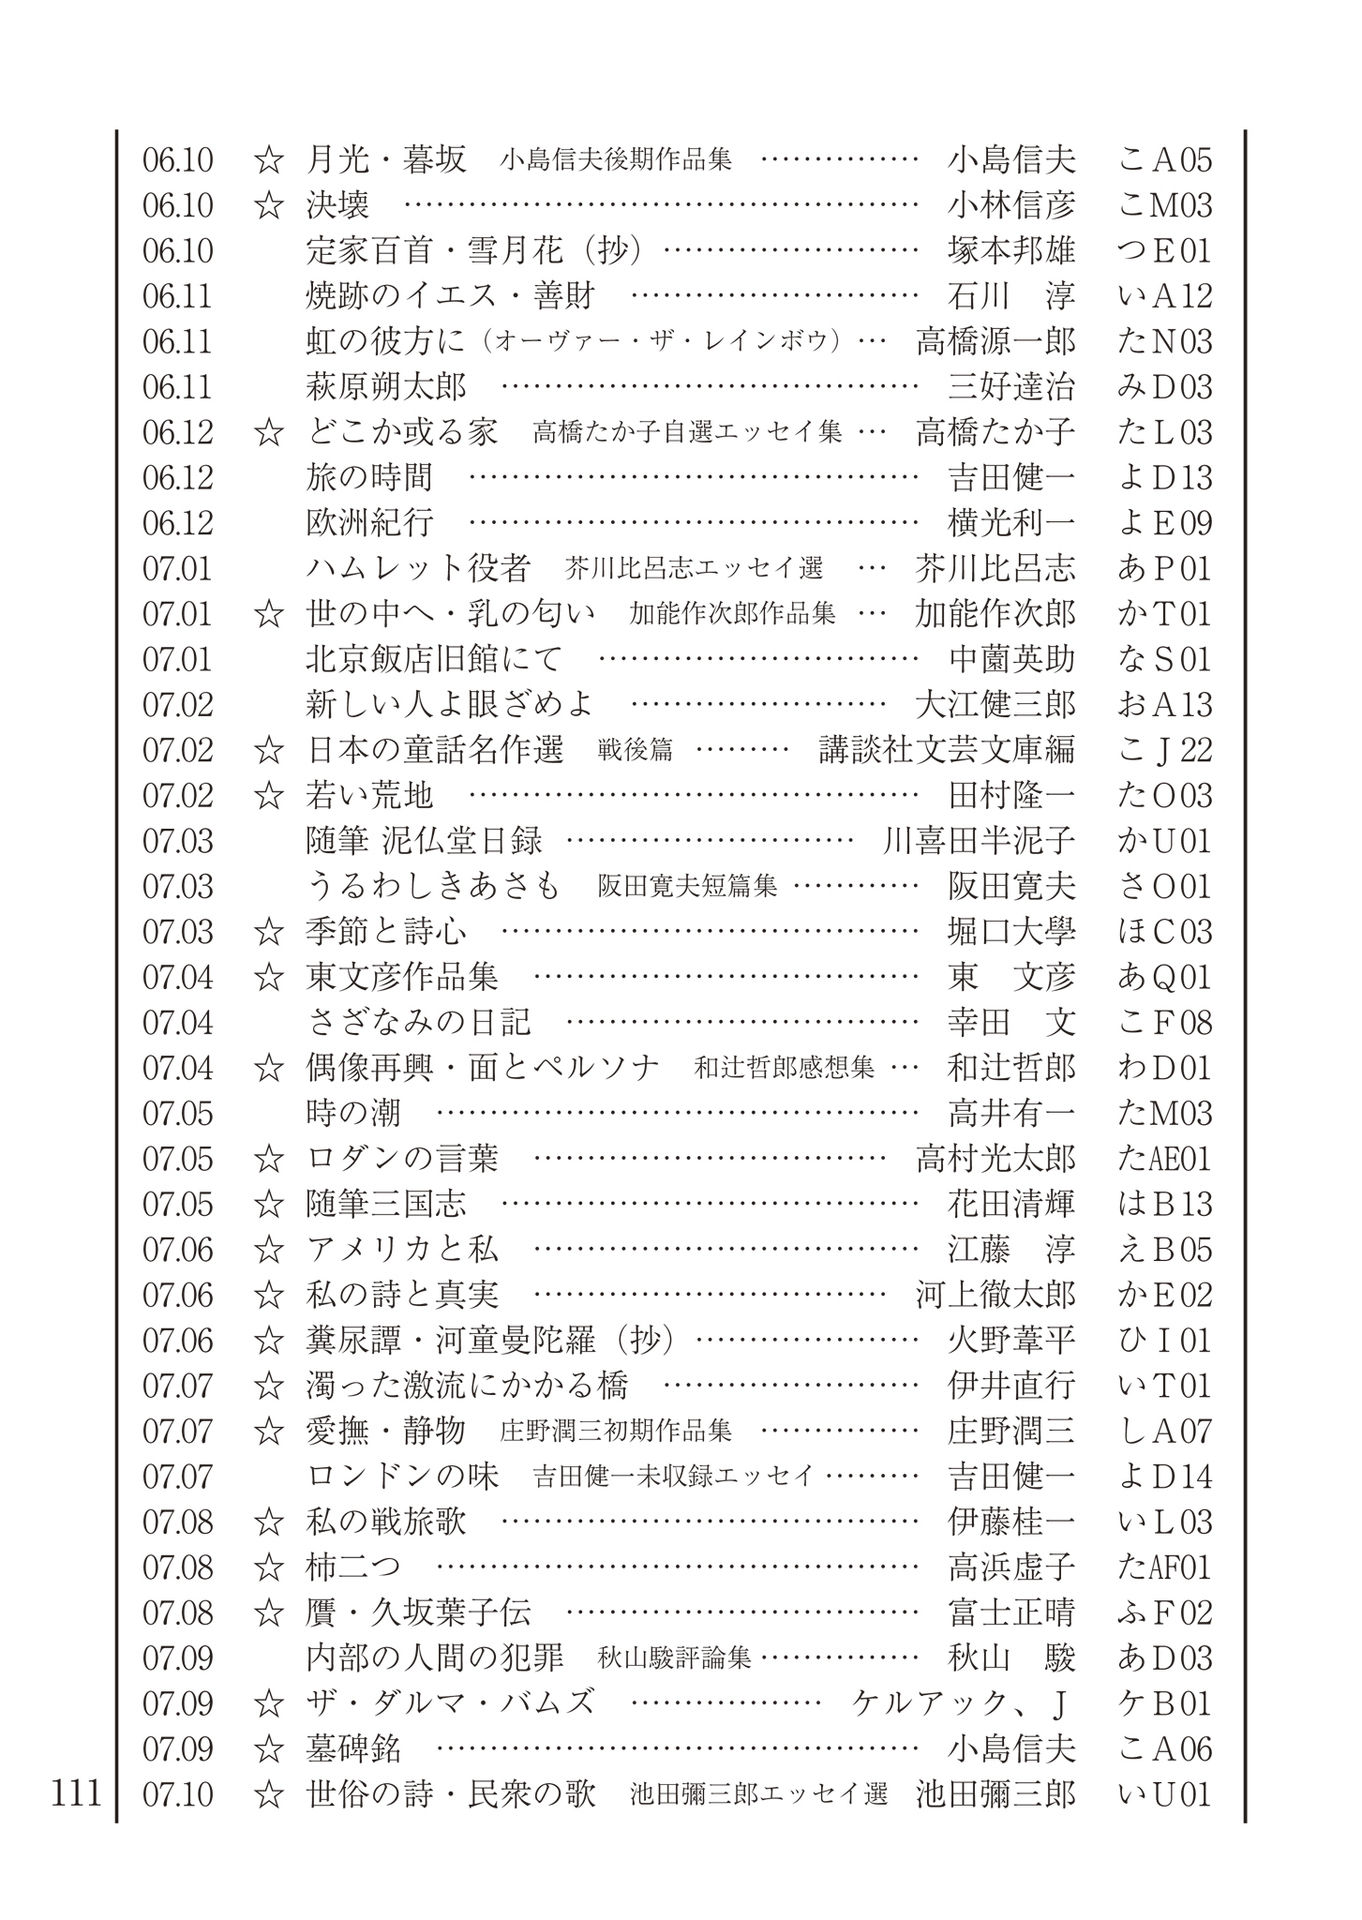 06.10 ☆ 月光・暮坂 小島信夫後期作品集 …………… 小島信夫 こA05
06.10 ☆ 決壊 ………………………………………… 小林信彦 こM03
06.10 定家百首・雪月花（抄）…………………… 塚本邦雄 つE01
06.11 焼跡のイエス・善財 ……………………… 石川 淳 いA12
06.11 虹の彼方に（オーヴァー・ザ・レインボウ）… 高橋源一郎 たN03
06.11 萩原朔太郎 ………………………………… 三好達治 みD03
06.12 ☆ どこか或る家 高橋たか子自選エッセイ集 … 高橋たか子 たL03
06.12 旅の時間 …………………………………… 吉田健一 よD13
06.12 欧洲紀行 …………………………………… 横光利一 よE09
07.01 ハムレット役者 芥川比呂志エッセイ選 … 芥川比呂志 あP01
07.01 ☆ 世の中へ・乳の匂い 加能作次郎作品集 … 加能作次郎 かT01
07.01 北京飯店旧館にて ………………………… 中薗英助 なS01
07.02 新しい人よ眼ざめよ …………………… 大江健三郎 おA13
07.02 ☆ 日本の童話名作選 戦後篇 ……… 講談社文芸文庫編 こJ22
07.02 ☆ 若い荒地 …………………………………… 田村隆一 たO03
07.03 随筆 泥仏堂日録 ……………………… 川喜田半泥子 かU01
07.03 うるわしきあさも 阪田寛夫短篇集 ………… 阪田寛夫 さO01
07.03 ☆ 季節と詩心 ………………………………… 堀口大學 ほC03
07.04 ☆ 東文彦作品集 ……………………………… 東 文彦 あQ01
07.04 さざなみの日記 …………………………… 幸田 文 こF08
07.04 ☆ 偶像再興・面とペルソナ 和辻哲郎感想集 … 和辻哲郎 わD01
07.05 時の潮 ……………………………………… 高井有一 たM03
07.05 ☆ ロダンの言葉 …………………………… 高村光太郎 たAE01
07.05 ☆ 随筆三国志 ………………………………… 花田清輝 はB13
07.06 ☆ アメリカと私 ……………………………… 江藤 淳 えB05
07.06 ☆ 私の詩と真実 …………………………… 河上徹太郎 かE02
07.06 ☆ 糞尿譚・河童曼陀羅（抄）………………… 火野葦平 ひI01
07.07 ☆ 濁った激流にかかる橋 …………………… 伊井直行 いT01
07.07 ☆ 愛撫・静物 庄野潤三初期作品集 …………… 庄野潤三 しA07
07.07 ロンドンの味 吉田健一未収録エッセイ ……… 吉田健一 よD14
07.08 ☆ 私の戦旅歌 ………………………………… 伊藤桂一 いL03
07.08 ☆ 柿二つ ……………………………………… 高浜虚子 たAF01
07.08 ☆ 贋・久坂葉子伝 …………………………… 富士正晴 ふF02
07.09 内部の人間の犯罪 秋山駿評論集 …………… 秋山 駿 あD03
07.09 ☆ ザ・ダルマ・バムズ ……………… ケルアック、J ケB01
07.09 ☆ 墓碑銘 ……………………………………… 小島信夫 こA06
07.10 ☆ 世俗の詩・民衆の歌 池田彌三郎エッセイ選 池田彌三郎 いU01
111